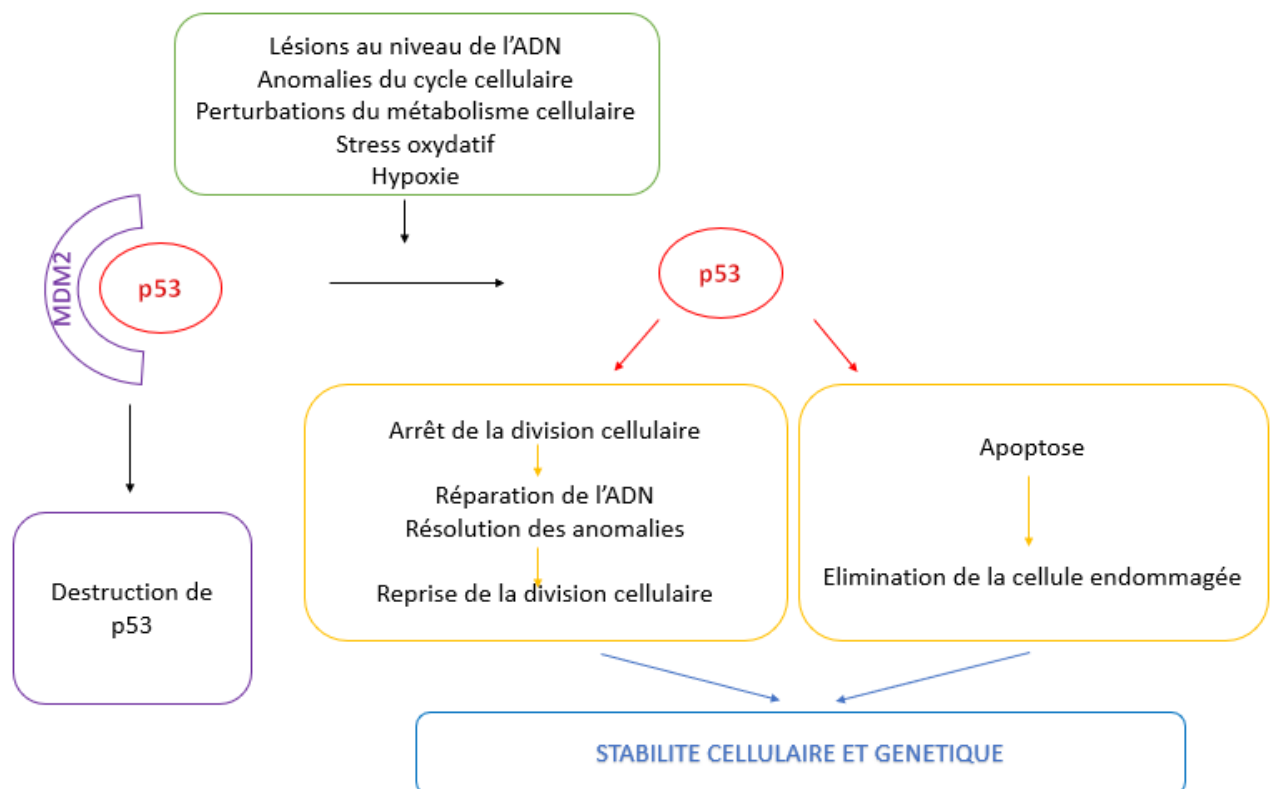 Lésions au niveau de l'ADN
Anomalies du cycle cellulaire
Perturbations du métabolisme cellulaire
Stress oxydatif
Hypoxie
MDM2
p53
p53
Arrêt de la division cellulaire
Réparation de l'ADN
Résolution des anomalies
Reprise de la division cellulaire
Apoptose
Elimination de la cellule endommagée
Destruction de
p53
STABILITE CELLULAIRE ET GENETIQUE